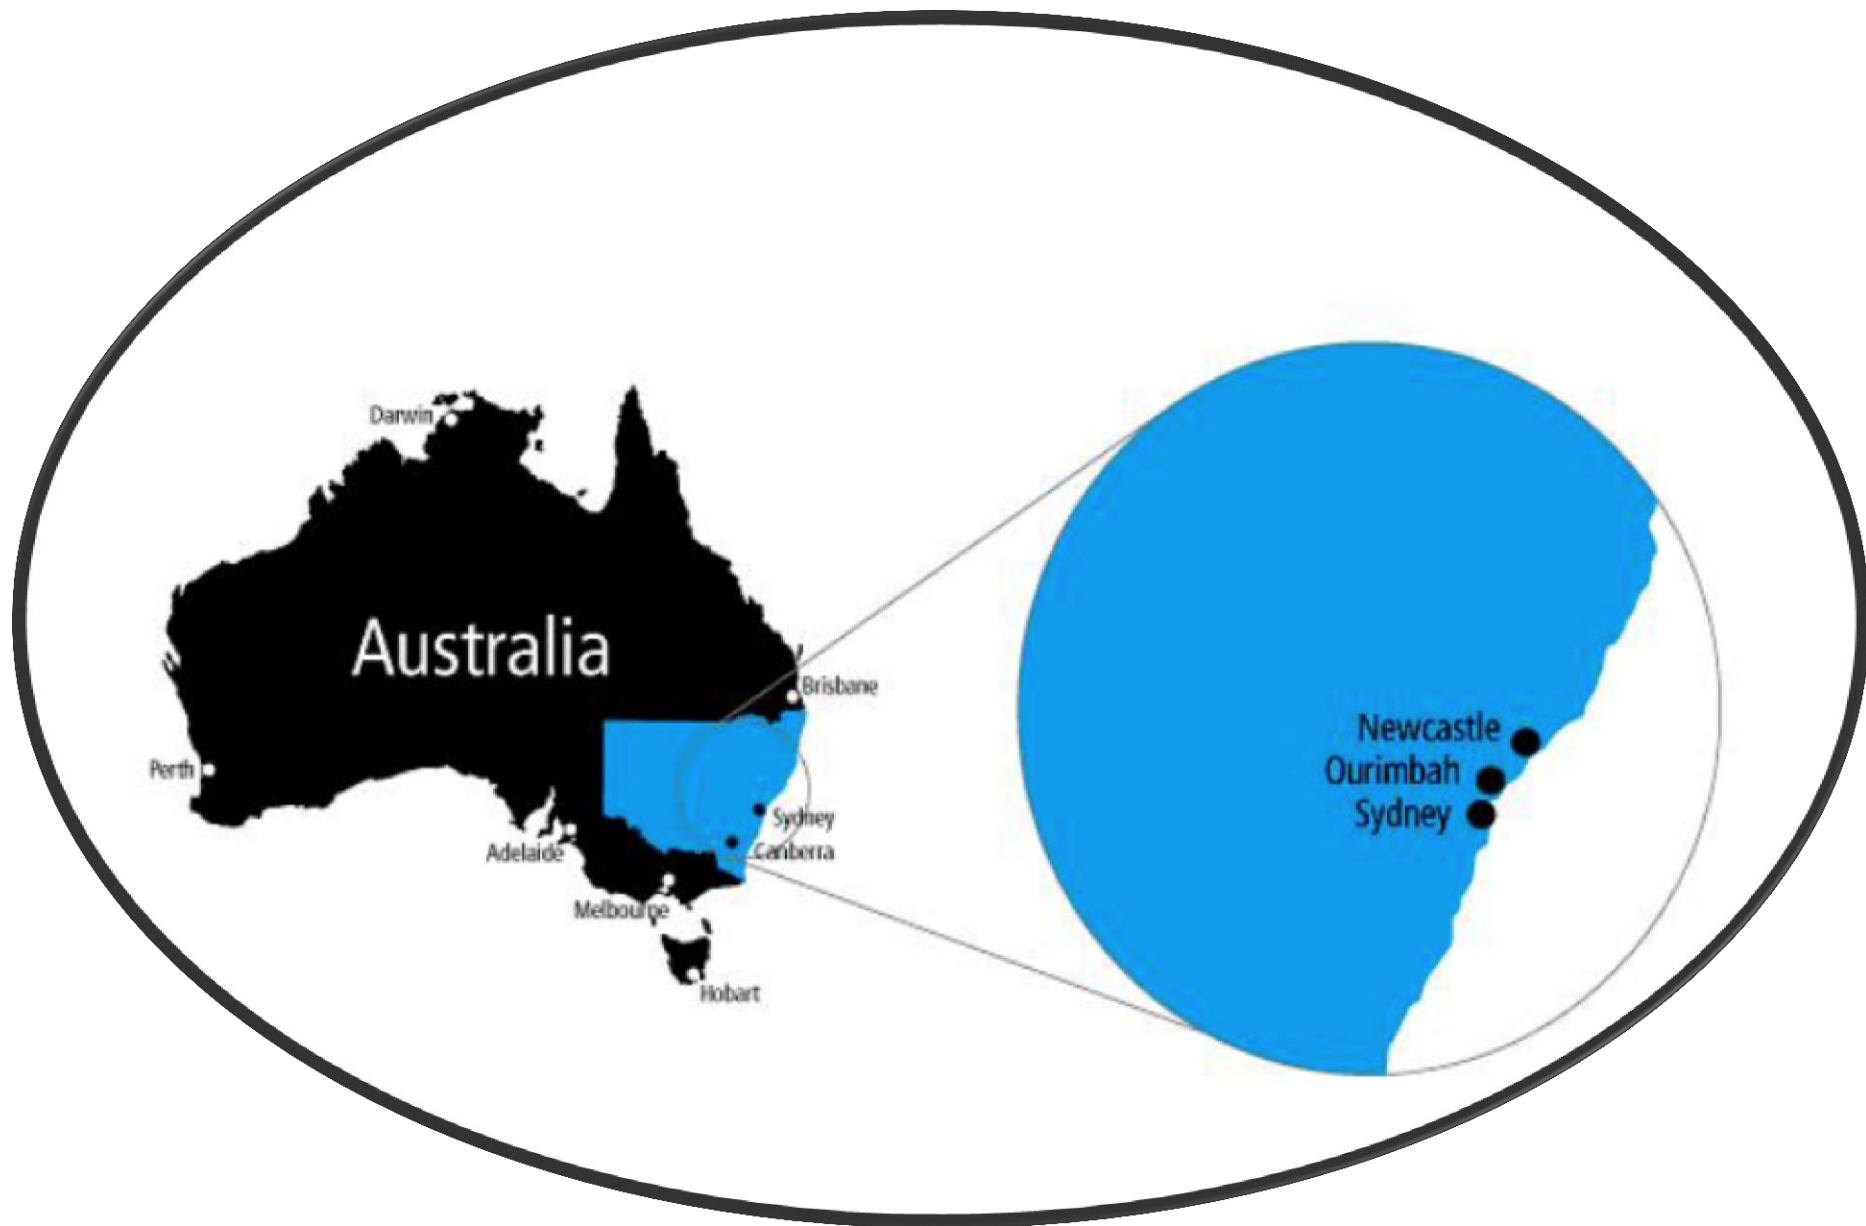 Darwin
Australia
Brisbane
Perth
Sydney
Adelaide
Canberra
Melbourne
Hobart
Newcastle
Ourimbah
Sydney